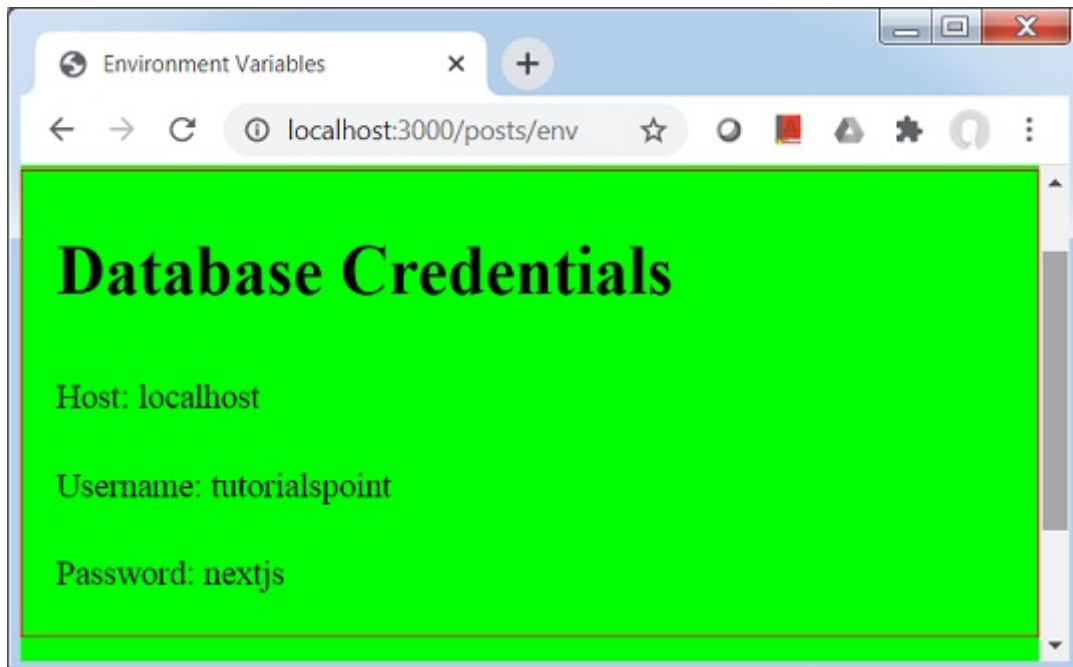 Environment Variables
localhost:3000/posts/env
Database Credentials
Host: localhost
Username: tutorialspoint
Password: nextjs